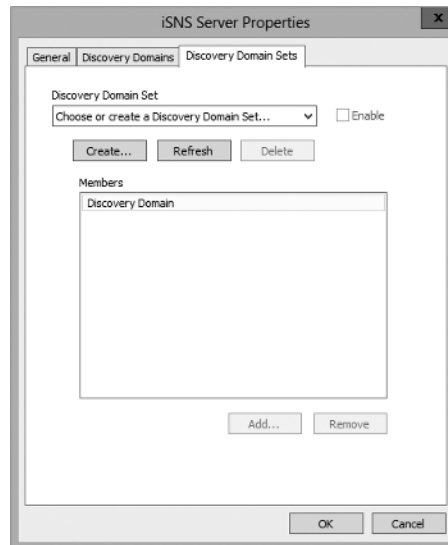 iSNS Server Properties
x
General Discovery Domains Discovery Domain Sets
Discovery Domain Set
Choose or create a Discovery Domain Set... Enable
Create... Refresh Delete
Members
Discovery Domain
Add... Remove
OK Cancel